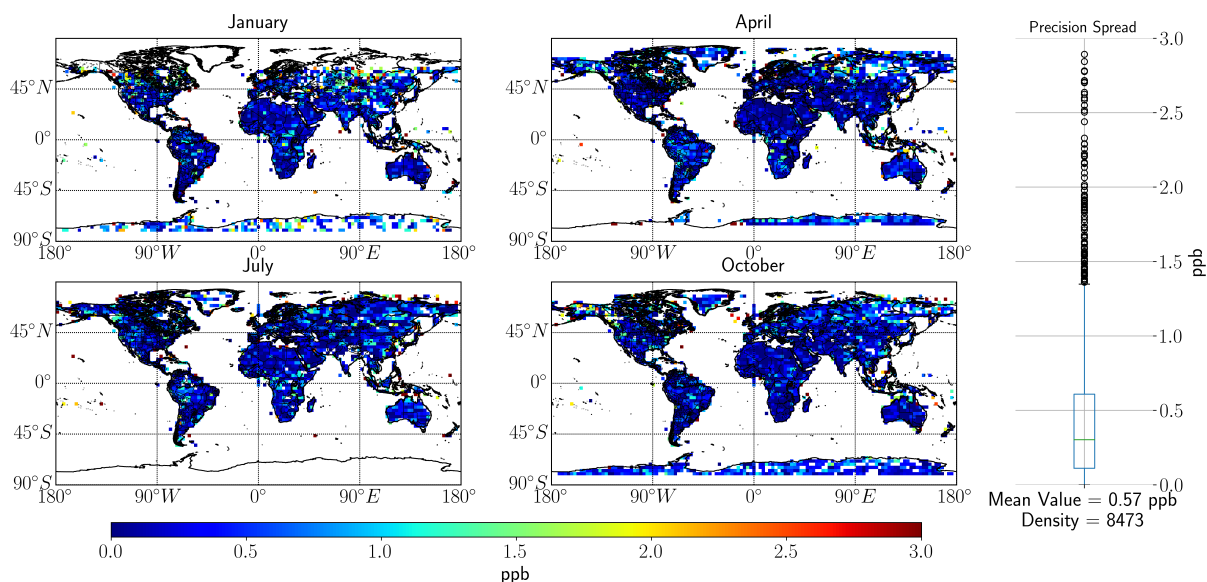 January
April
Precision Spread
45°N
0°
45°S
90°S
180°
90°W
0°
90°E
180°
45°N
0°
45°S
90°S
180°
90°W
0°
90°E
180°
3.0
2.5
2.0
1.5
1.0
0.5
0.0
ppb
July
October
45°N
0°
45°S
90°S
180°
90°W
0°
90°E
180°
45°N
0°
45°S
90°S
180°
90°W
0°
90°E
180°
Mean Value = 0.57 ppb
Density = 8473
0.0
0.5
1.0
1.5
2.0
2.5
3.0
ppb